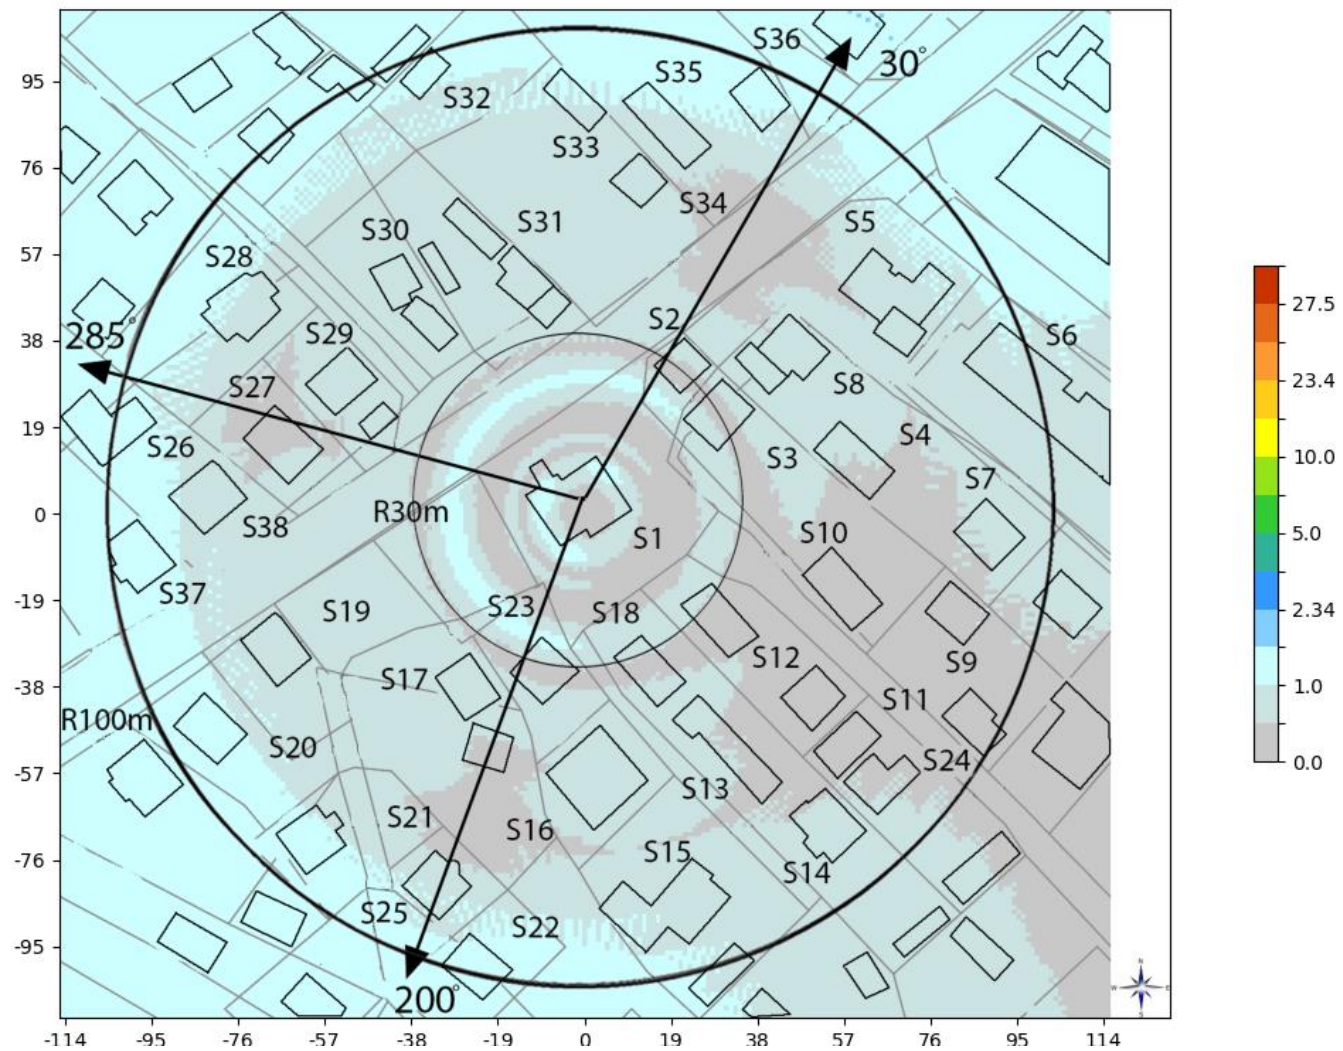 S36
30°
S35
95
S32
27.5
S33
76
S34
S31
S5
S30
57
S28
23.4
S2
S6
38
285°
S29
S27
S8
10.0
19
S4
S26
S3
S7
R30m
0
S38
S10
5.0
S1
S37
-19
S19
S23
S18
2.34
S12
S9
-38
S17
1.0
S11
R100m
S20
S24
-57
0.0
S13
S21
S16
-76
S15
S14
S25
S22
-95
200°
N
W
E
S
-114 -95 -76 -57 -38 -19 0 19 38 57 76 95 114